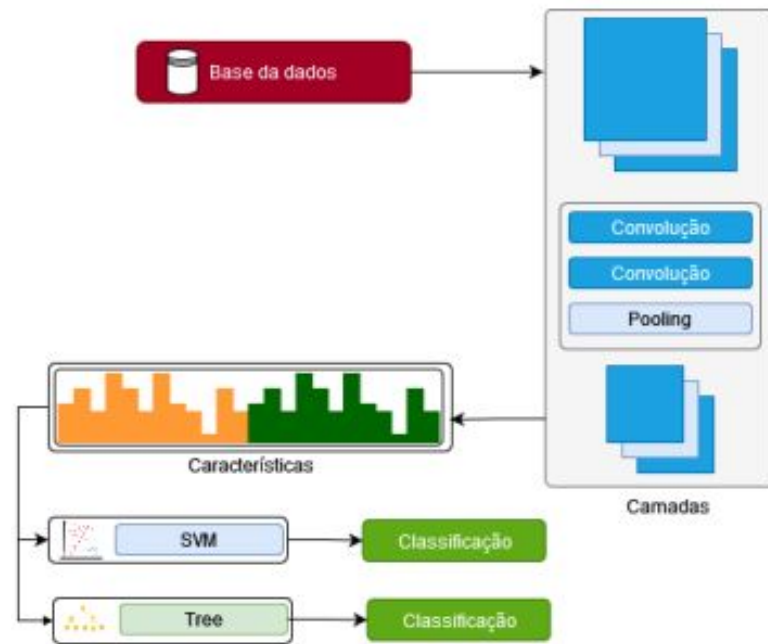 Base da dados
Convolução
Convolução
Pooling
Camadas
Características
SVM
Classificação
Tree
Classificação